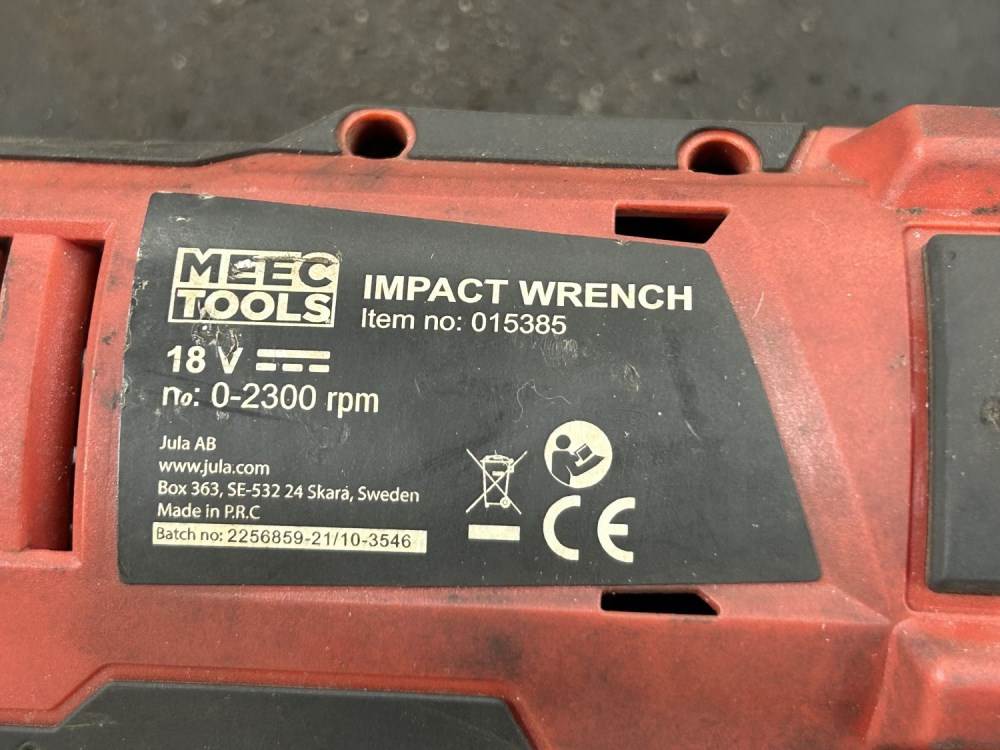 MEEC
TOOLS
IMPACT WRENCH
Item no: 015385
18 V
no: 0-2300 rpm
Jula AB
www.jula.com
Box 363, SE-532 24 Skara, Sweden
Made in P.R.C
Batch no: 2256859-21/10-3546
CE